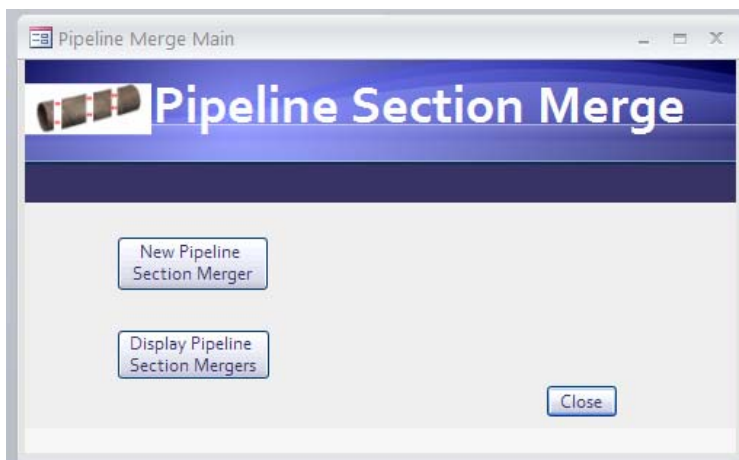 Pipeline Merge Main
Pipeline Section Merge
New Pipeline
Section Merger
Display Pipeline
Section Mergers
Close